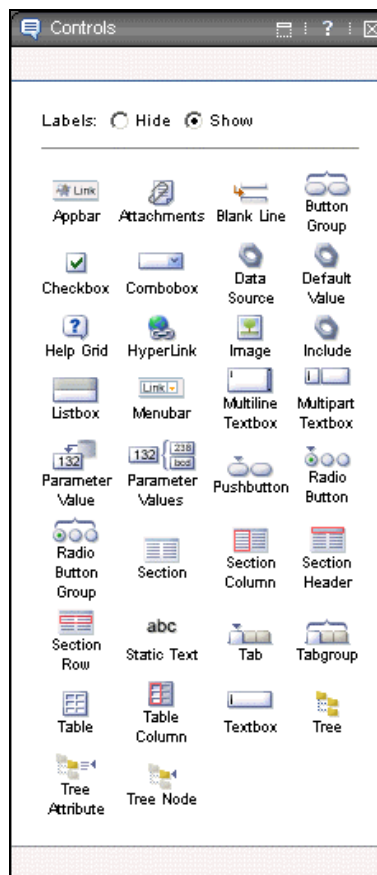 Controls ?
Labels: Hide Show
Link
Appbar Attachments Blank Line Button
Group
Checkbox Combobox Data
Source Default
Value
?
Help Grid HyperLink Image Include
Link
Listbox Menubar Multiline
Textbox Multipart
Textbox
132 132 236
bcd
Parameter
Value Parameter
Values Pushbutton Radio
Button
Radio
Button
Group Section Section
Column Section
Header
abc
Section
Row Static Text Tab Tabgroup
Table Table
Column Textbox Tree
Tree
Attribute Tree Node